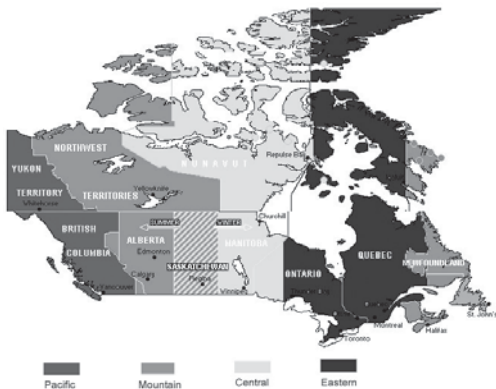 NORTHWEST
NUNAVUT
Repulse Bay
YUKON
TERRITORY
Yellowknife
TERRITORIES
Whitehorse
Churchill
SUMMER
WINTER
BRITISH
COLUMBIA
ALBERTA
MANITOBA
QUEBEC
Edmonton
NEWFOUNDLAND
SASKATCHEWAN
ONTARIO
Calgary
Regina
Vancouver
Winnipeg
St. John's
Halifax
Montreal
Toronto
Pacific
Mountain
Central
Eastern